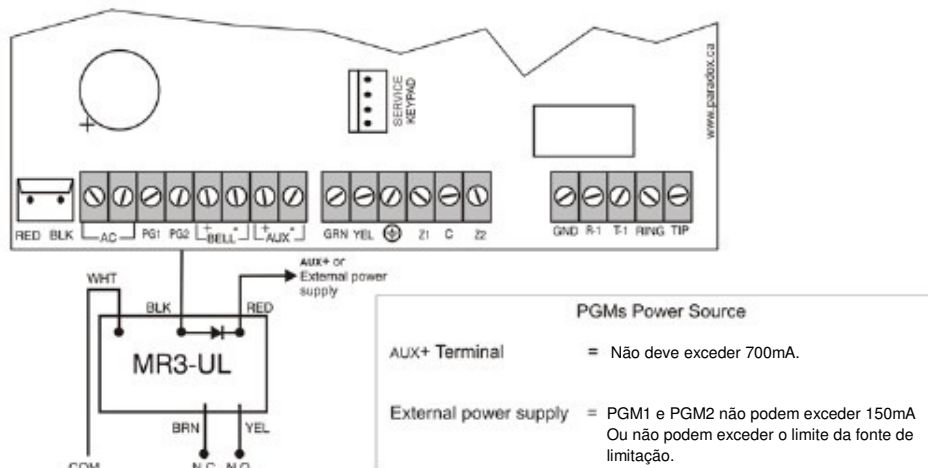 www.paradox.ca
SERVICE
KEYPAD
+
RED BLK AC PG1 PG2 + BELL - + AUX - GRN YEL Z1 C Z2 GND R-1 T-1 RING TIP
AUX+ or
External power
supply
WHT
BLK RED
MR3-UL
BRN YEL
COM N.C. N.O.
PGMs Power Source
AUX+ Terminal = Não deve exceder 700mA.
External power supply = PGM1 e PGM2 não podem exceder 150mA
Ou não podem exceder o limite da fonte de
limitação.